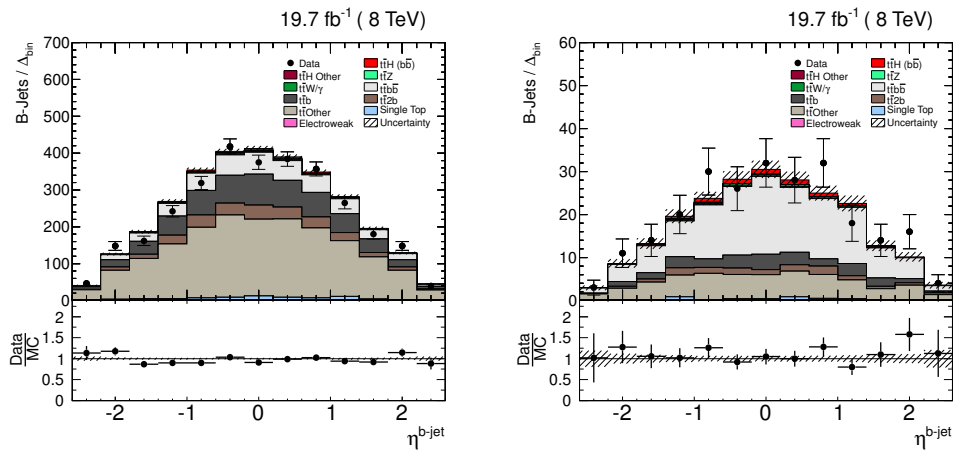 19.7 fb⁻¹ ( 8 TeV)
B-Jets / Δbin
700
600
500
400
300
200
100
0
Data
tt̄H (bb̄)
tt̄H Other
tt̄Z
tt̄W/γ
tt̄bb̄
tt̄b
tt̄2b
tt̄Other
Single Top
Electroweak
Uncertainty
Data
MC
2
1.5
1
0.5
0
-2 -1 0 1 2
η^b-jet
19.7 fb⁻¹ ( 8 TeV)
B-Jets / Δbin
60
50
40
30
20
10
0
Data
tt̄H (bb̄)
tt̄H Other
tt̄Z
tt̄W/γ
tt̄bb̄
tt̄b
tt̄2b
tt̄Other
Single Top
Electroweak
Uncertainty
Data
MC
2
1.5
1
0.5
0
-2 -1 0 1 2
η^b-jet